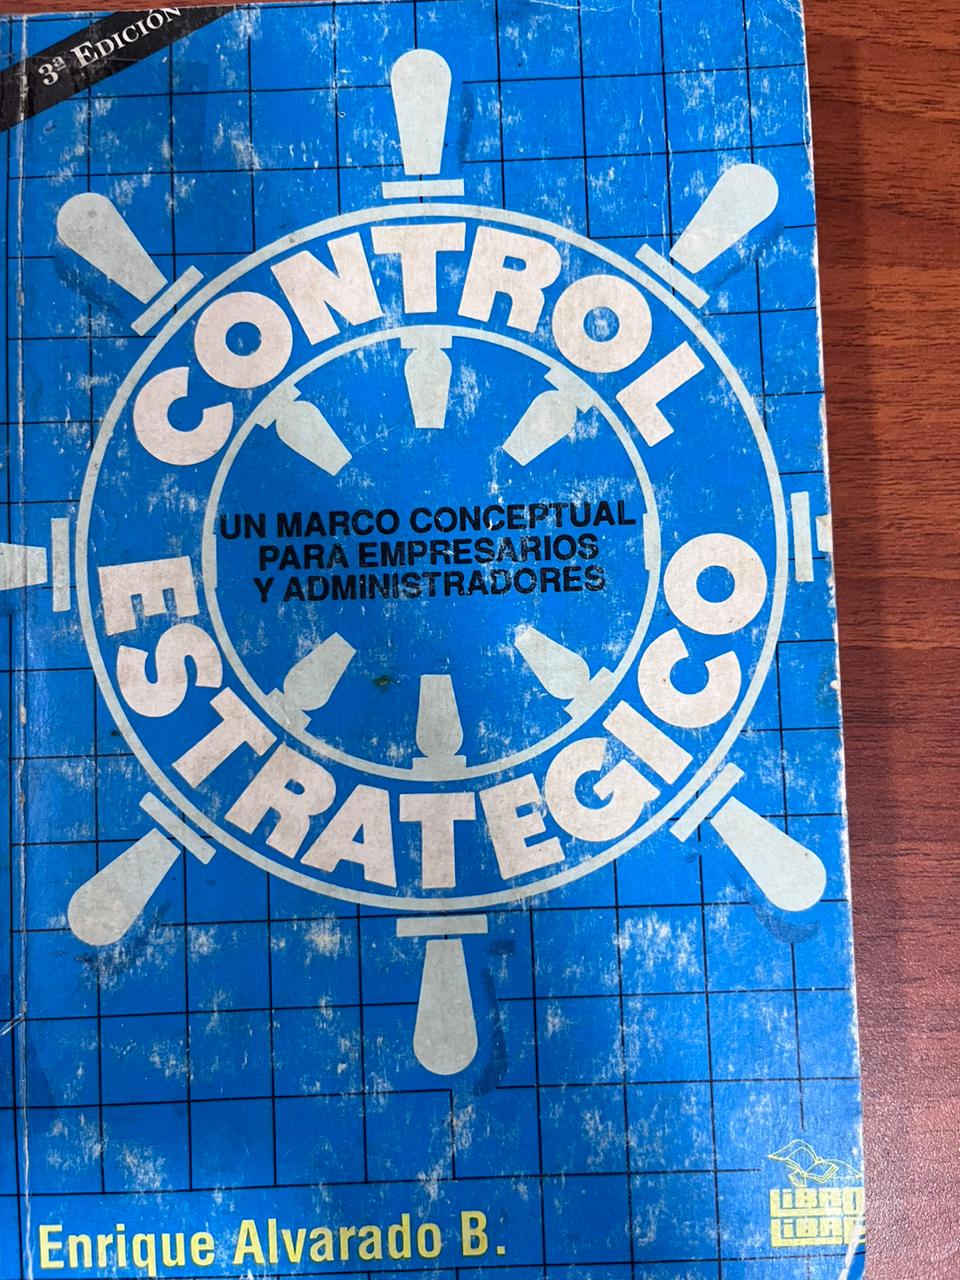 3ª EDICIÓN
CONTROL
UN MARCO CONCEPTUAL
PARA EMPRESARIOS
Y ADMINISTRADORES
ESTRATEGICO
LIBRO
LIBRE
Enrique Alvarado B.